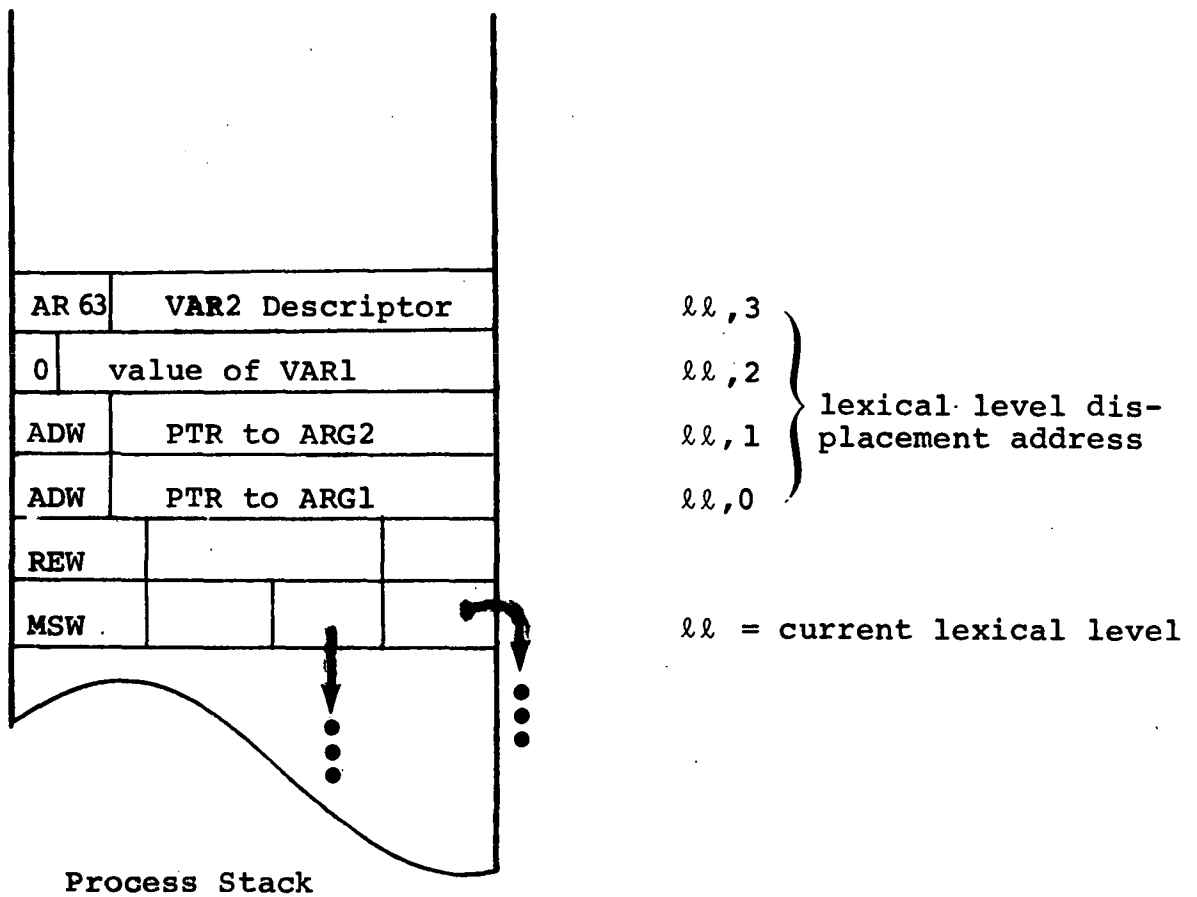 AR 63 VAR2 Descriptor ℓℓ,3
0 value of VAR1 ℓℓ,2
lexical level dis-
ADW PTR to ARG2 ℓℓ,1
placement address
ADW PTR to ARG1 ℓℓ,0
REW
MSW ℓℓ = current lexical level
Process Stack